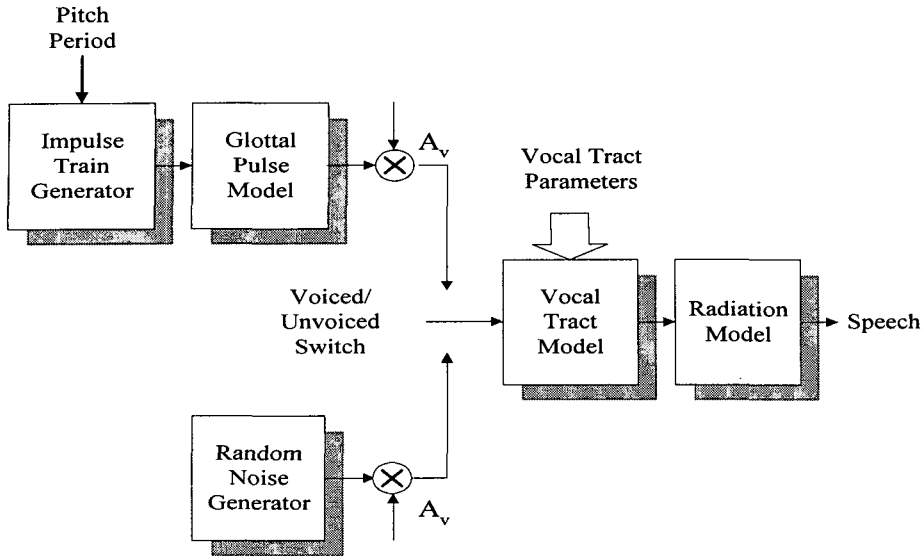 Pitch
Period
Impulse
Train
Generator
Glottal
Pulse
Model
A_v
Vocal Tract
Parameters
Voiced/
Unvoiced
Switch
Vocal
Tract
Model
Radiation
Model
Speech
Random
Noise
Generator
A_v